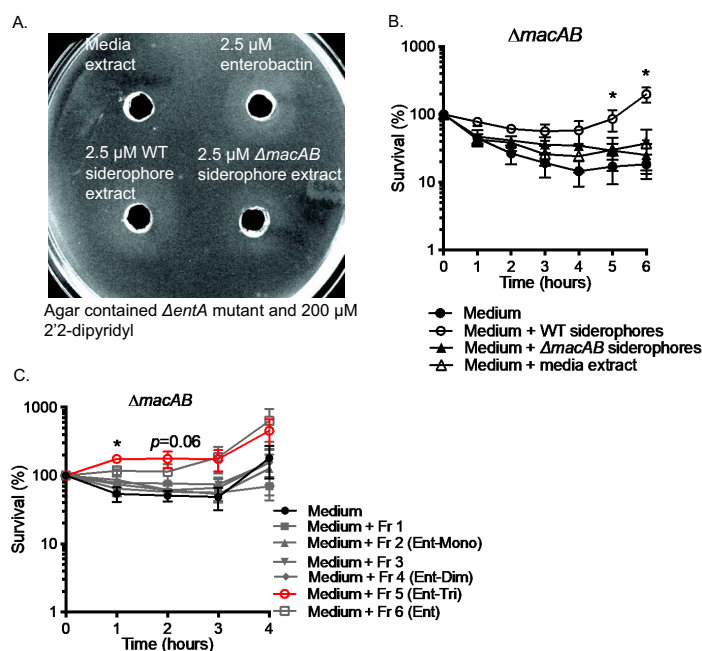 A.
Media
extract
2.5 µM
enterobactin
2.5 µM WT
siderophore
extract
2.5 µM ΔmacAB
siderophore extract
Agar contained ΔentA mutant and 200 µM
2'2-dipyridyl
B.
ΔmacAB
Survival (%)
1000
100
10
1
* *
0 1 2 3 4 5 6
Time (hours)
Medium
Medium + WT siderophores
Medium + ΔmacAB siderophores
Medium + media extract
C.
ΔmacAB
Survival (%)
1000
100
10
1
* p=0.06
0 1 2 3 4
Time (hours)
Medium
Medium + Fr 1
Medium + Fr 2 (Ent-Mono)
Medium + Fr 3
Medium + Fr 4 (Ent-Dim)
Medium + Fr 5 (Ent-Tri)
Medium + Fr 6 (Ent)